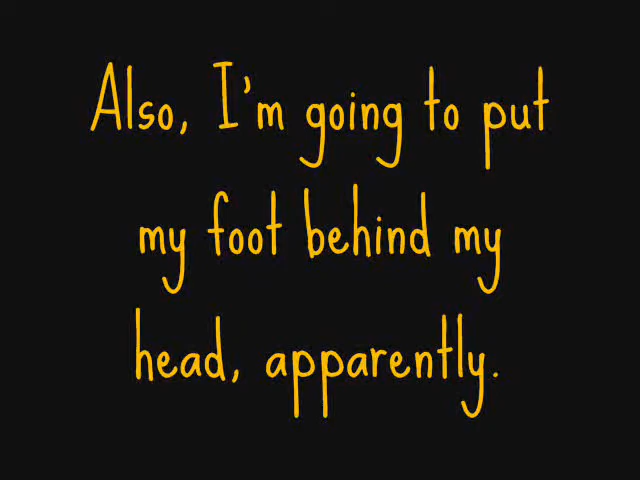 Also, I'm going to put
my foot behind my
head, apparently.